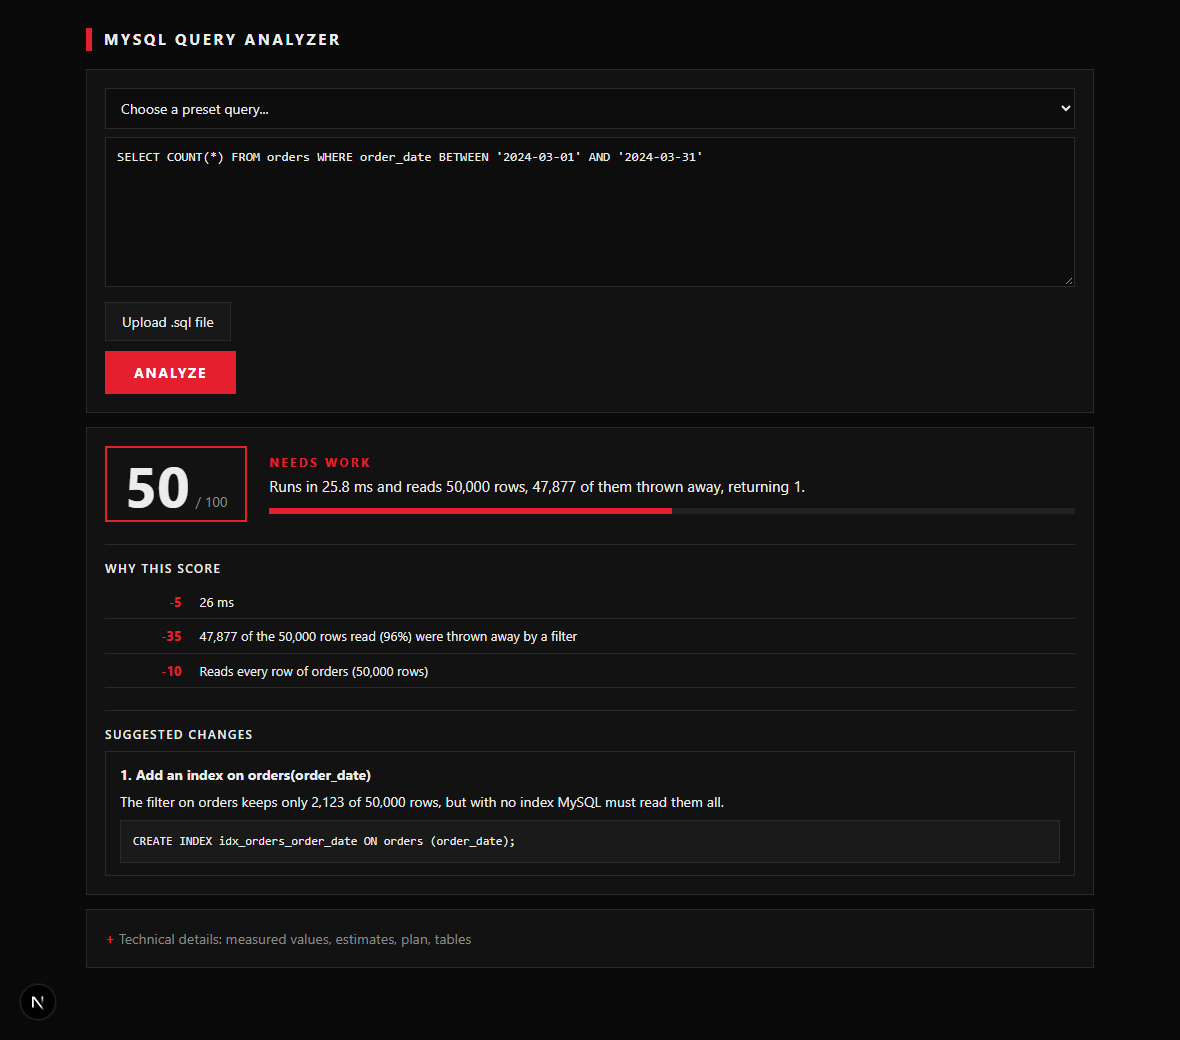 MYSQL QUERY ANALYZER
Choose a preset query...
SELECT COUNT(*) FROM orders WHERE order_date BETWEEN '2024-03-01' AND '2024-03-31'
Upload .sql file
ANALYZE
50 / 100
NEEDS WORK
Runs in 25.8 ms and reads 50,000 rows, 47,877 of them thrown away, returning 1.
WHY THIS SCORE
-5 26 ms
-35 47,877 of the 50,000 rows read (96%) were thrown away by a filter
-10 Reads every row of orders (50,000 rows)
SUGGESTED CHANGES
1. Add an index on orders(order_date)
The filter on orders keeps only 2,123 of 50,000 rows, but with no index MySQL must read them all.
CREATE INDEX idx_orders_order_date ON orders (order_date);
+ Technical details: measured values, estimates, plan, tables
N